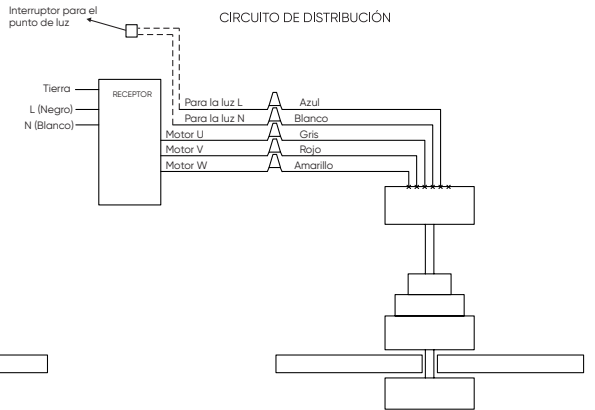 Interruptor para el
punto de luz
CIRCUITO DE DISTRIBUCIÓN
Tierra
L (Negro)
N (Blanco)
RECEPTOR
Para la luz L
Azul
Para la luz N
Blanco
Motor U
Gris
Motor V
Rojo
Motor W
Amarillo